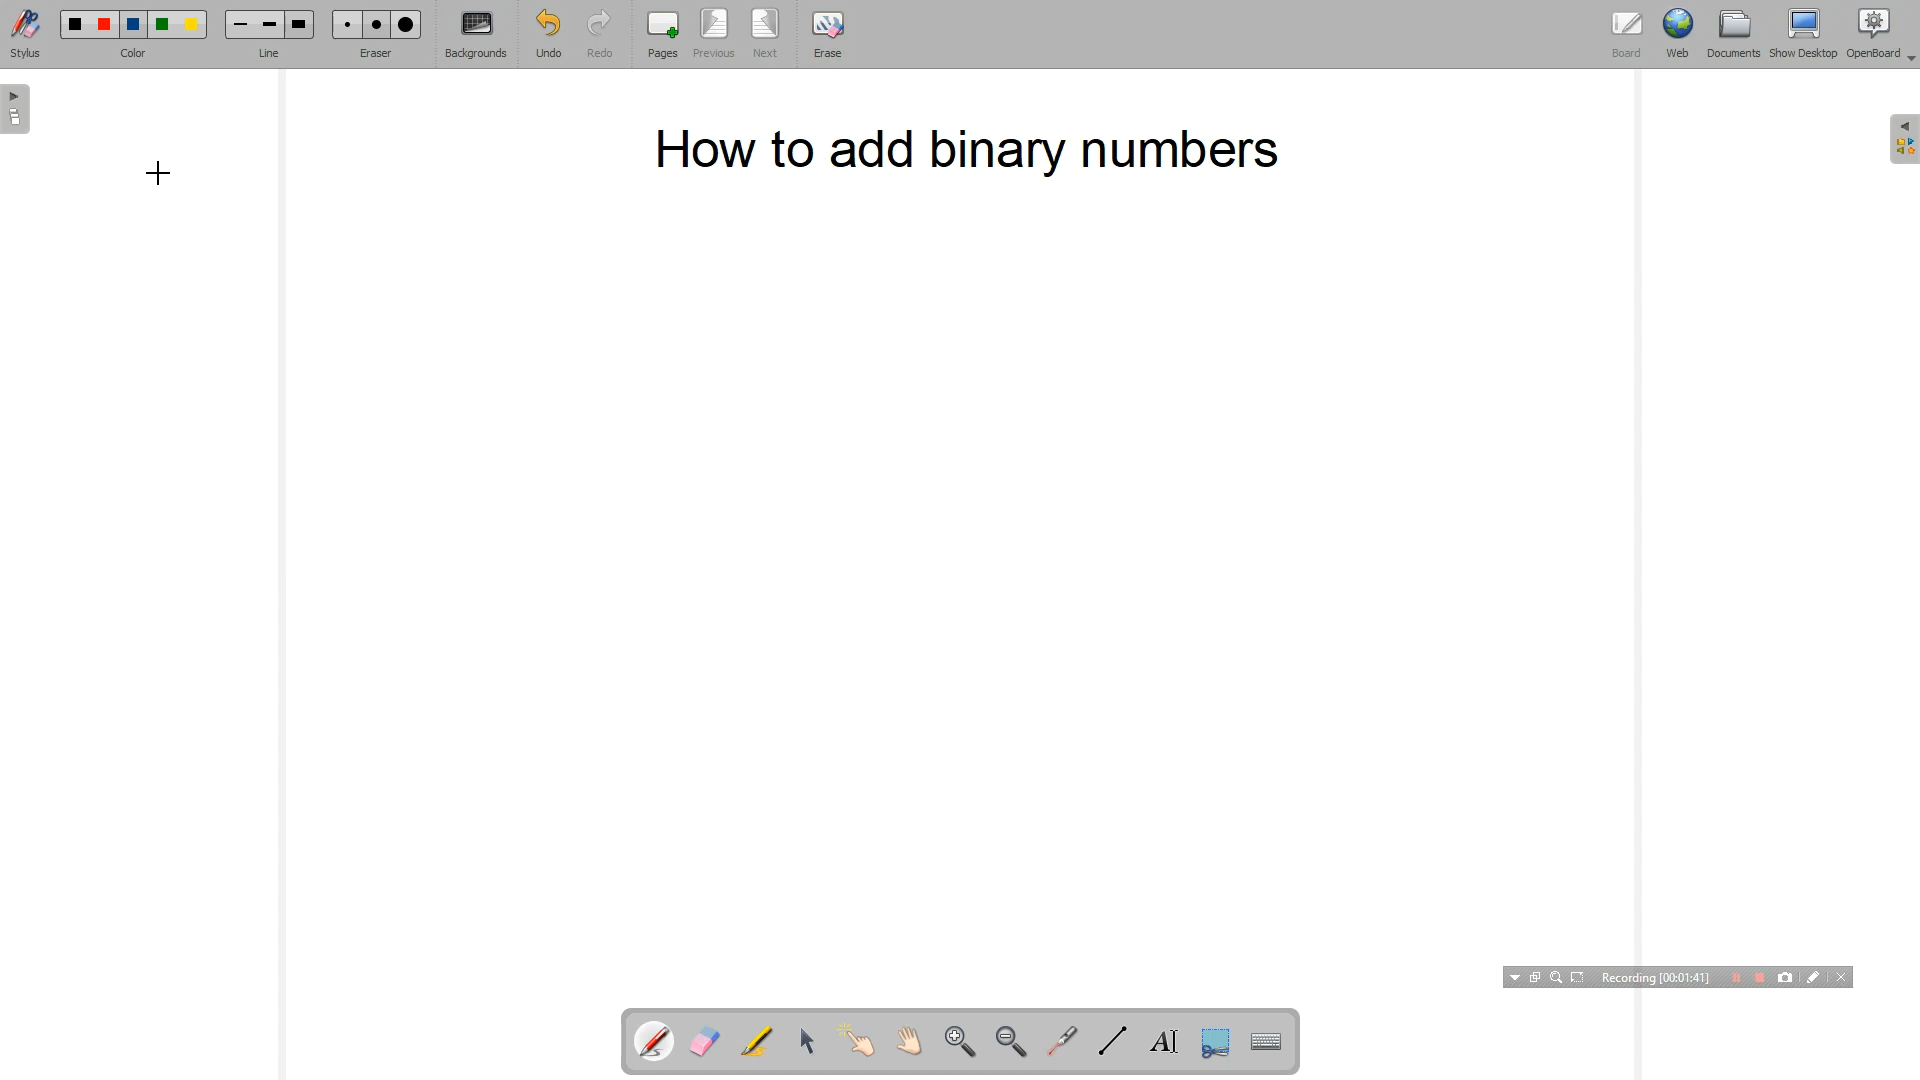 Stylus Color Line Eraser Backgrounds Undo Redo Pages Previous Next Erase Board Web Documents Show Desktop OpenBoard
How to add binary numbers
Recording [00:01:41]